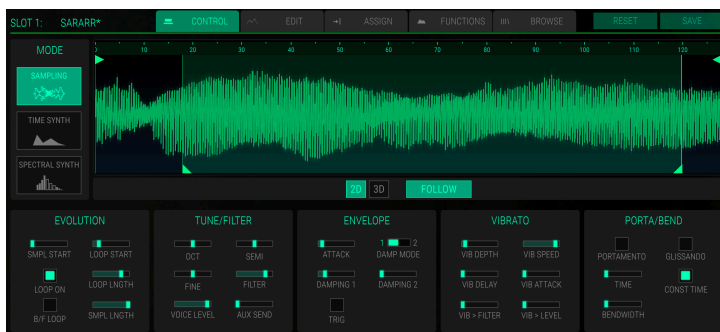 SLOT 1: SARARR* CONTROL EDIT ASSIGN FUNCTIONS BROWSE RESET SAVE
MODE
0 10 20 30 40 50 60 70 80 90 100 110 120
SAMPLING
TIME SYNTH
SPECTRAL SYNTH
2D 3D FOLLOW
EVOLUTION
SMPL START LOOP START
LOOP ON LOOP LNGTH
B/F LOOP SMPL LNGTH
TUNE/FILTER
OCT SEMI
FINE FILTER
VOICE LEVEL AUX SEND
ENVELOPE
1 2
ATTACK DAMP MODE
DAMPING 1 DAMPING 2
TRIG
VIBRATO
VIB DEPTH VIB SPEED
VIB DELAY VIB ATTACK
VIB > FILTER VIB > LEVEL
PORTA/BEND
PORTAMENTO GLISSANDO
TIME CONST TIME
BENDWIDTH